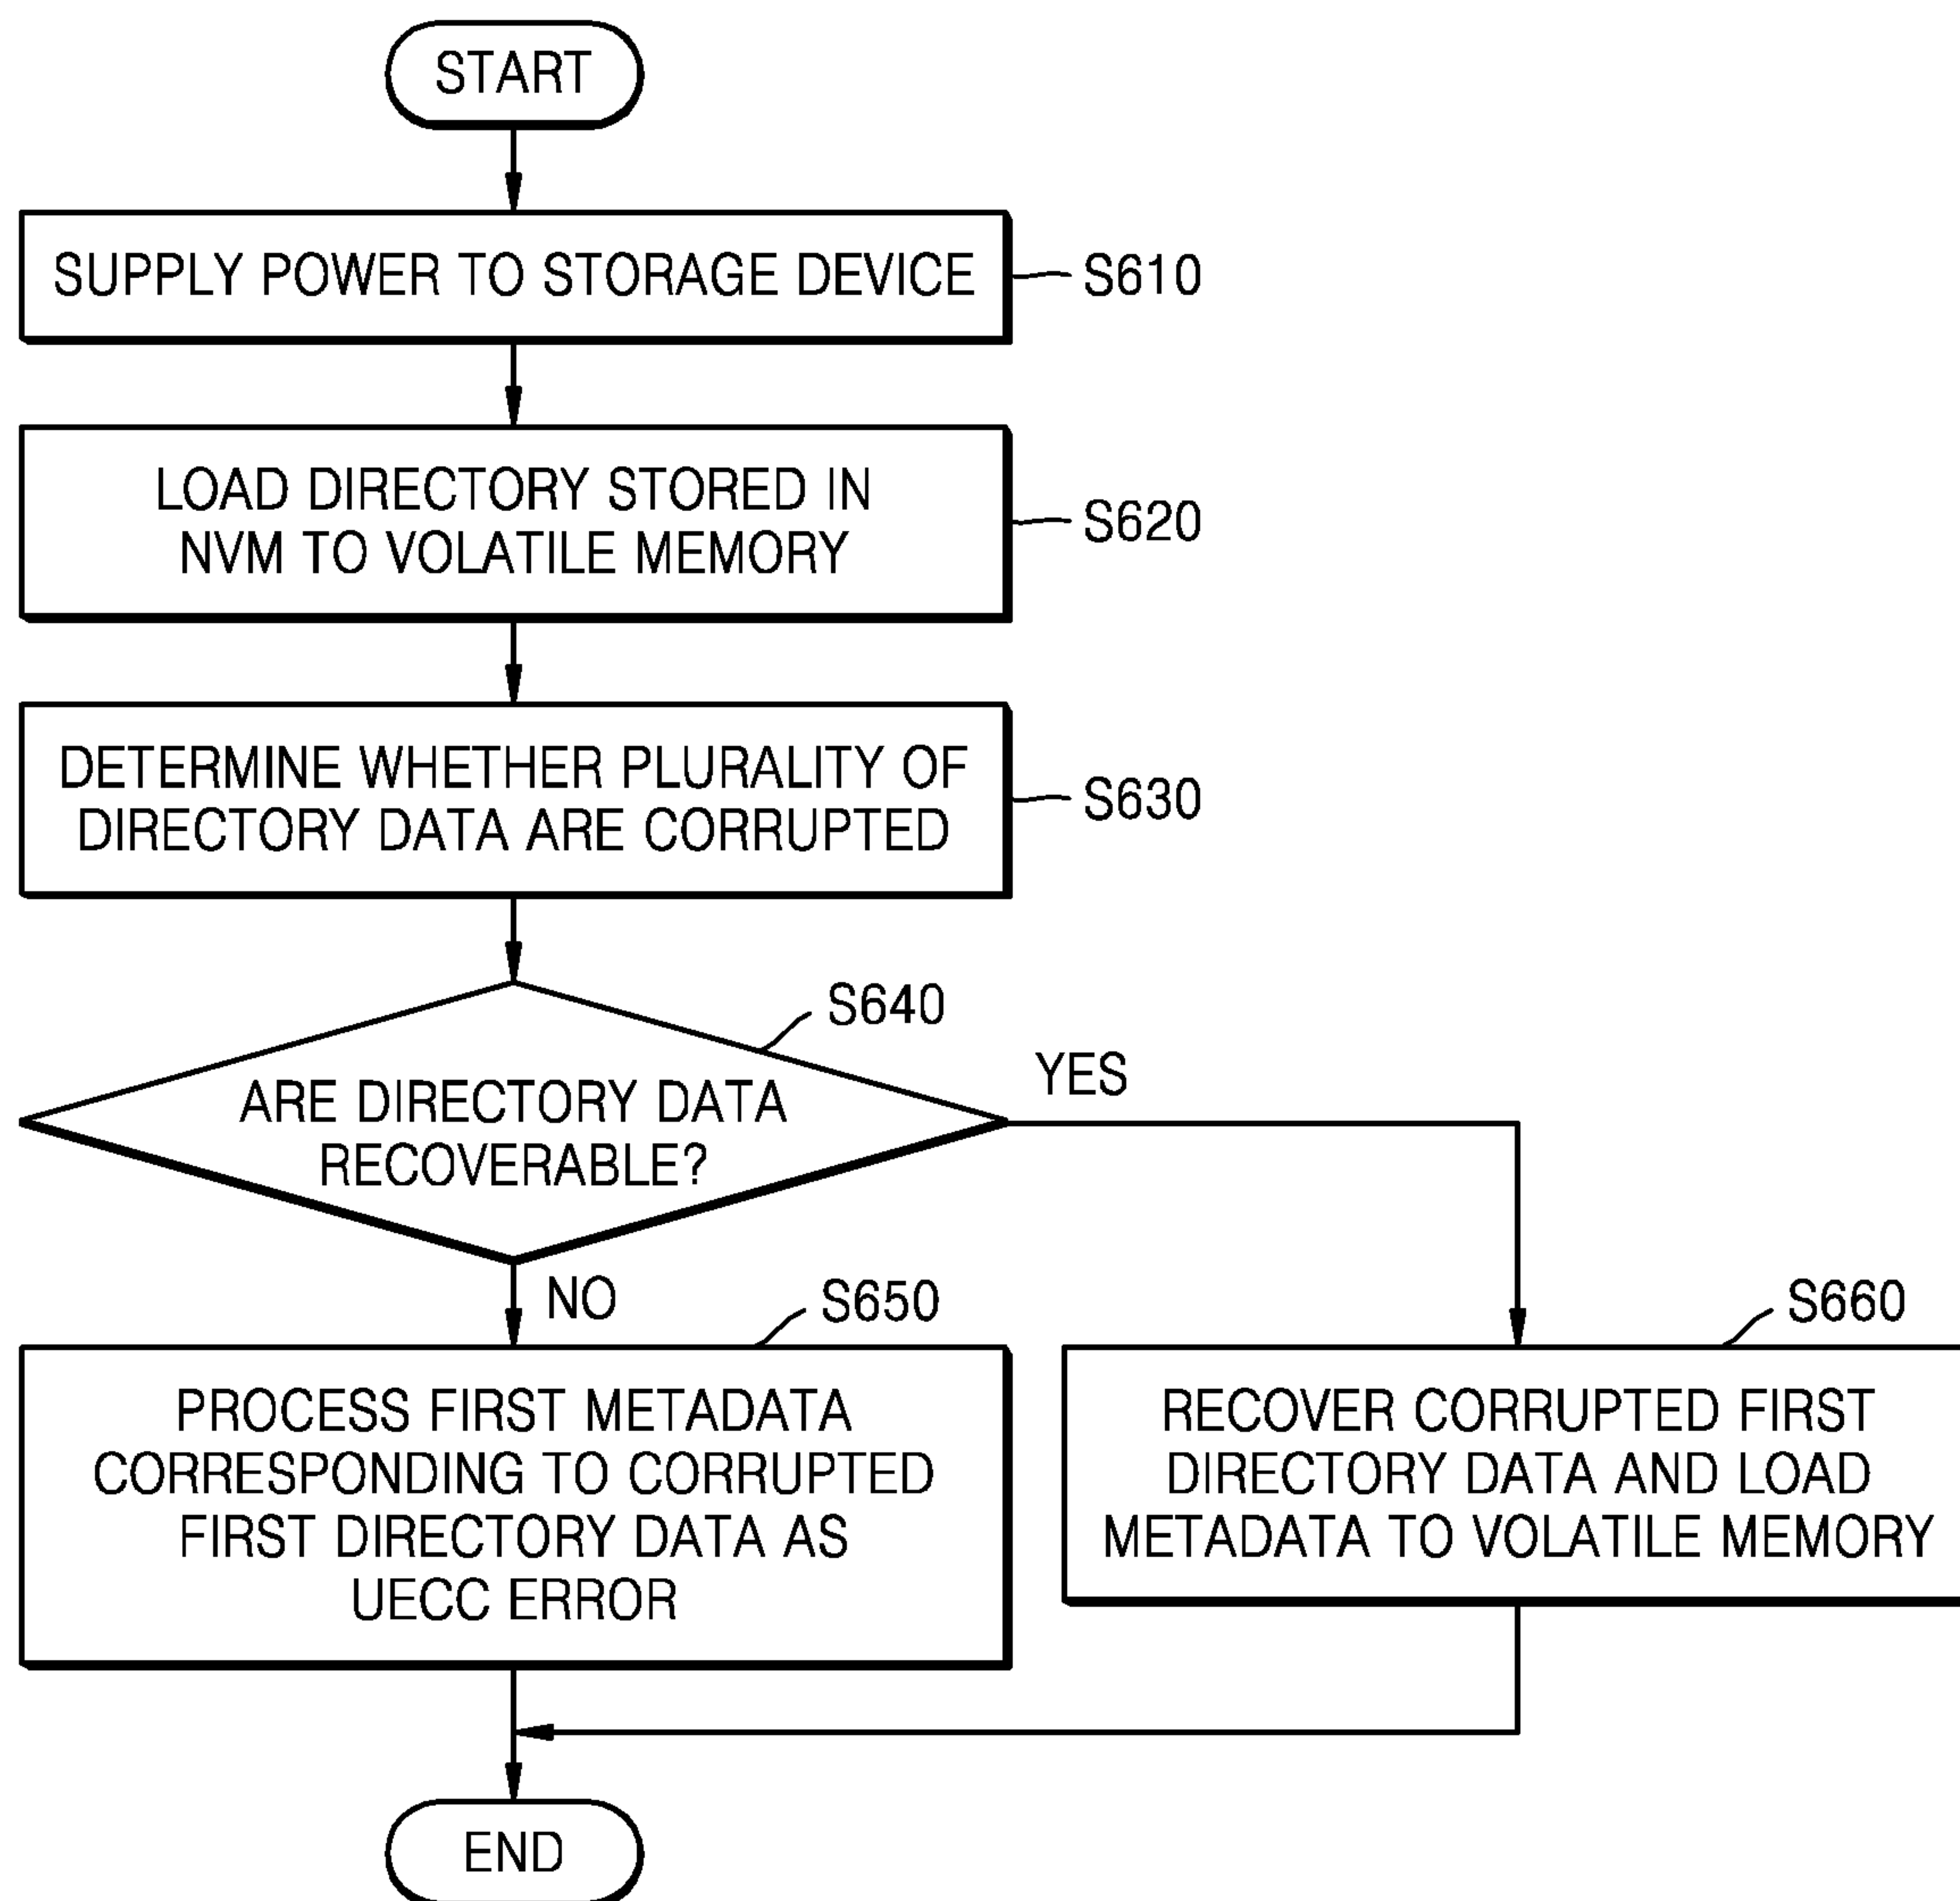 START
SUPPLY POWER TO STORAGE DEVICE
S610
LOAD DIRECTORY STORED IN
NVM TO VOLATILE MEMORY
S620
DETERMINE WHETHER PLURALITY OF
DIRECTORY DATA ARE CORRUPTED
S630
S640
ARE DIRECTORY DATA
RECOVERABLE?
YES
NO
S650
PROCESS FIRST METADATA
CORRESPONDING TO CORRUPTED
FIRST DIRECTORY DATA AS
UECC ERROR
S660
RECOVER CORRUPTED FIRST
DIRECTORY DATA AND LOAD
METADATA TO VOLATILE MEMORY
END